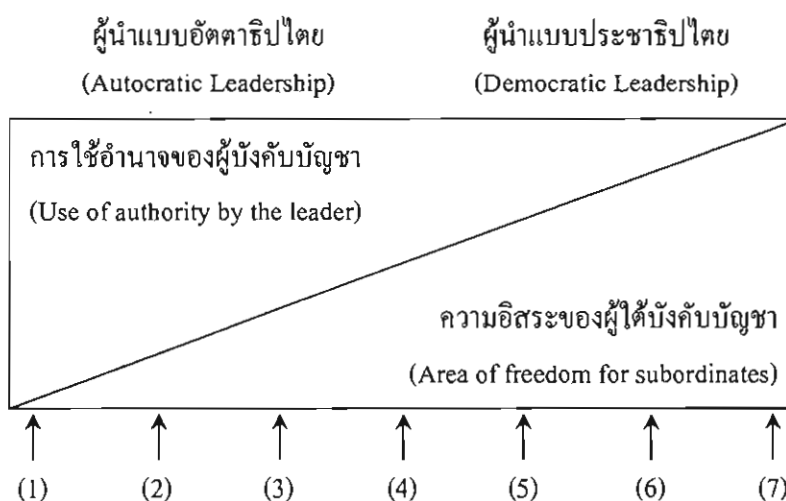 ผู้นำแบบอัตตาธิปไตย
(Autocratic Leadership)
ผู้นำแบบประชาธิปไตย
(Democratic Leadership)
การใช้อำนาจของผู้บังคับบัญชา
(Use of authority by the leader)
ความอิสระของผู้ใต้บังคับบัญชา
(Area of freedom for subordinates)
(1) (2) (3) (4) (5) (6) (7)